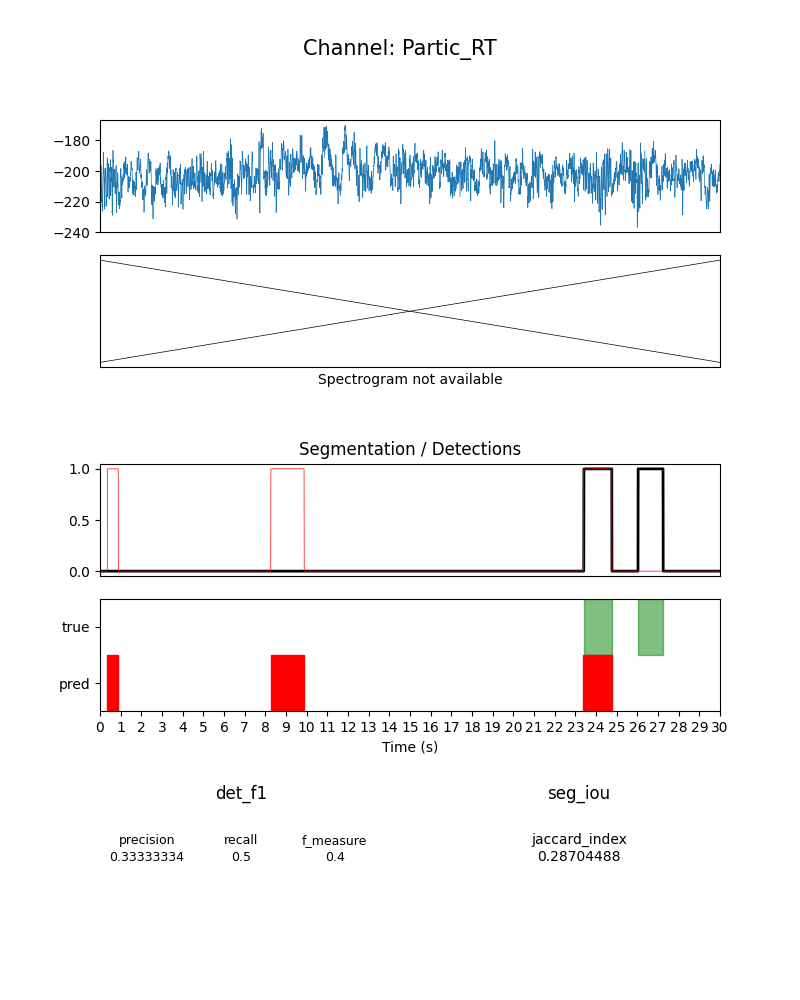 Channel: Partic_RT
−180
−200
−220
−240
Spectrogram not available
Segmentation / Detections
1.0
0.5
0.0
true
pred
0 1 2 3 4 5 6 7 8 9 10 11 12 13 14 15 16 17 18 19 20 21 22 23 24 25 26 27 28 29 30
Time (s)
det_f1 seg_iou
precision recall f_measure jaccard_index
0.33333334 0.5 0.4 0.28704488